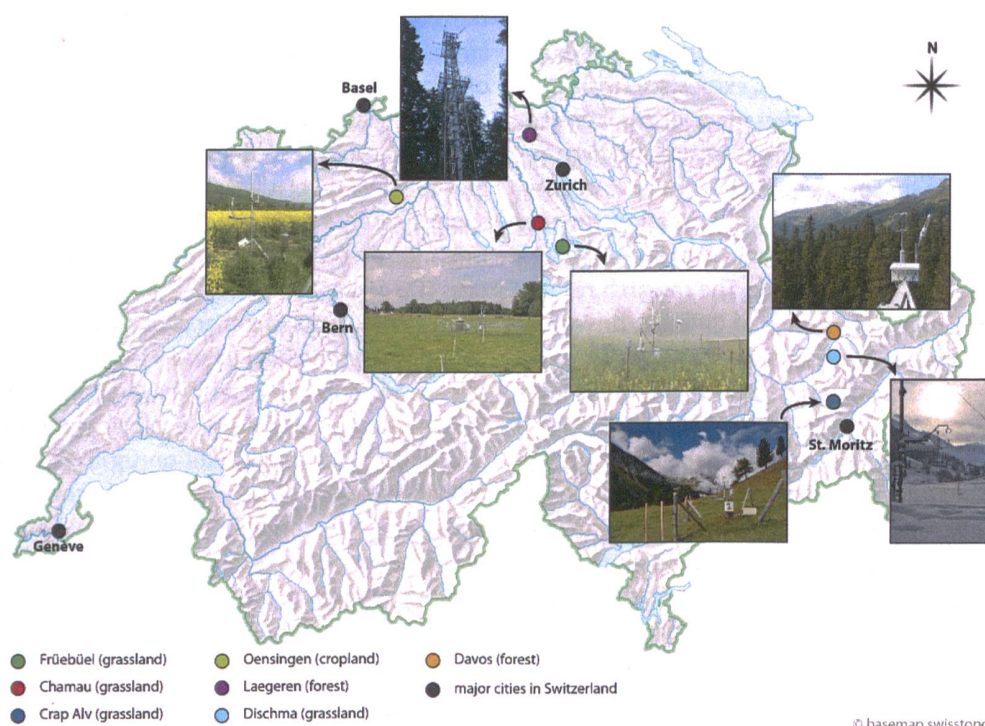 N
Basel
Zurich
Bern
St. Moritz
Genève
Früebüel (grassland)
Chamau (grassland)
Crap Alv (grassland)
Oensingen (cropland)
Laegeren (forest)
Dischma (grassland)
Davos (forest)
major cities in Switzerland
© basemap swisstopo